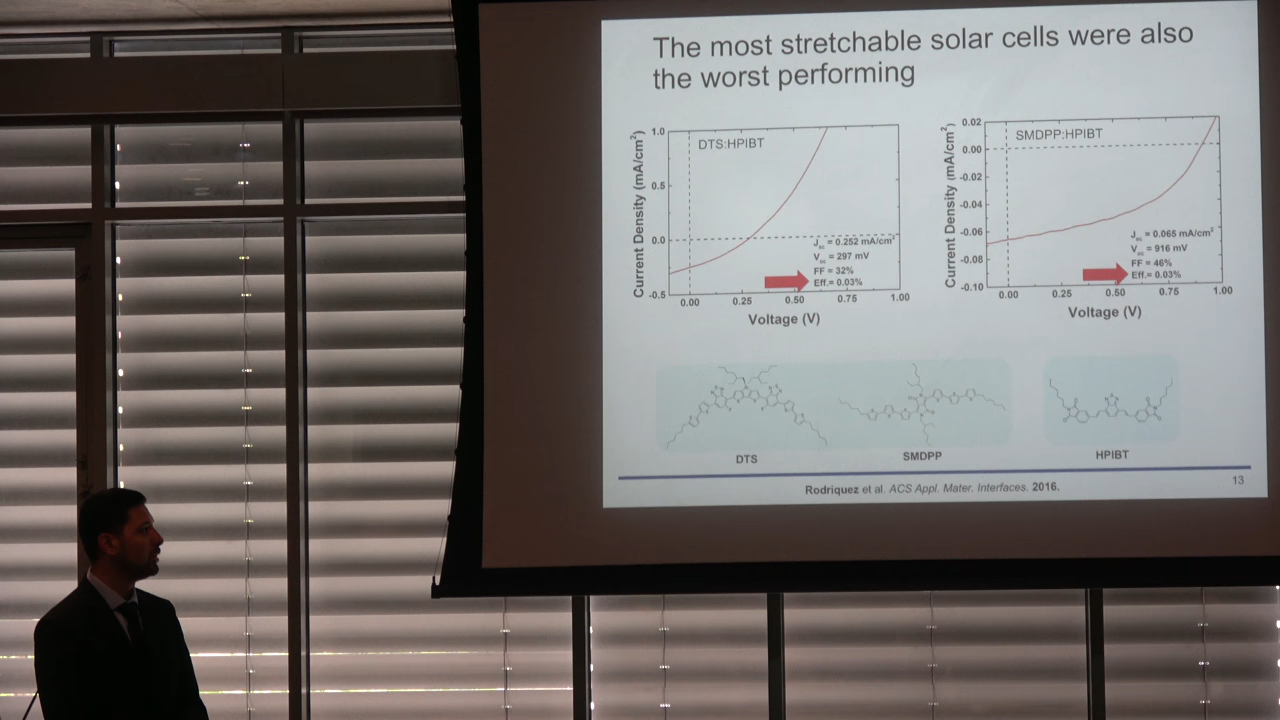 The most stretchable solar cells were also
the worst performing
Current Density (mA/cm²)
1.0
0.5
0.0
-0.5
DTS:HPIBT
Jsc = 0.252 mA/cm²
Voc = 297 mV
FF = 32%
Eff.= 0.03%
0.00 0.25 0.50 0.75 1.00
Voltage (V)
Current Density (mA/cm²)
0.02
0.00
-0.02
-0.04
-0.06
-0.08
-0.10
SMDPP:HPIBT
Jsc = 0.065 mA/cm²
Voc = 916 mV
FF = 46%
Eff.= 0.03%
0.00 0.25 0.50 0.75 1.00
Voltage (V)
DTS
SMDPP
HPIBT
Rodriquez et al. ACS Appl. Mater. Interfaces. 2016.
13